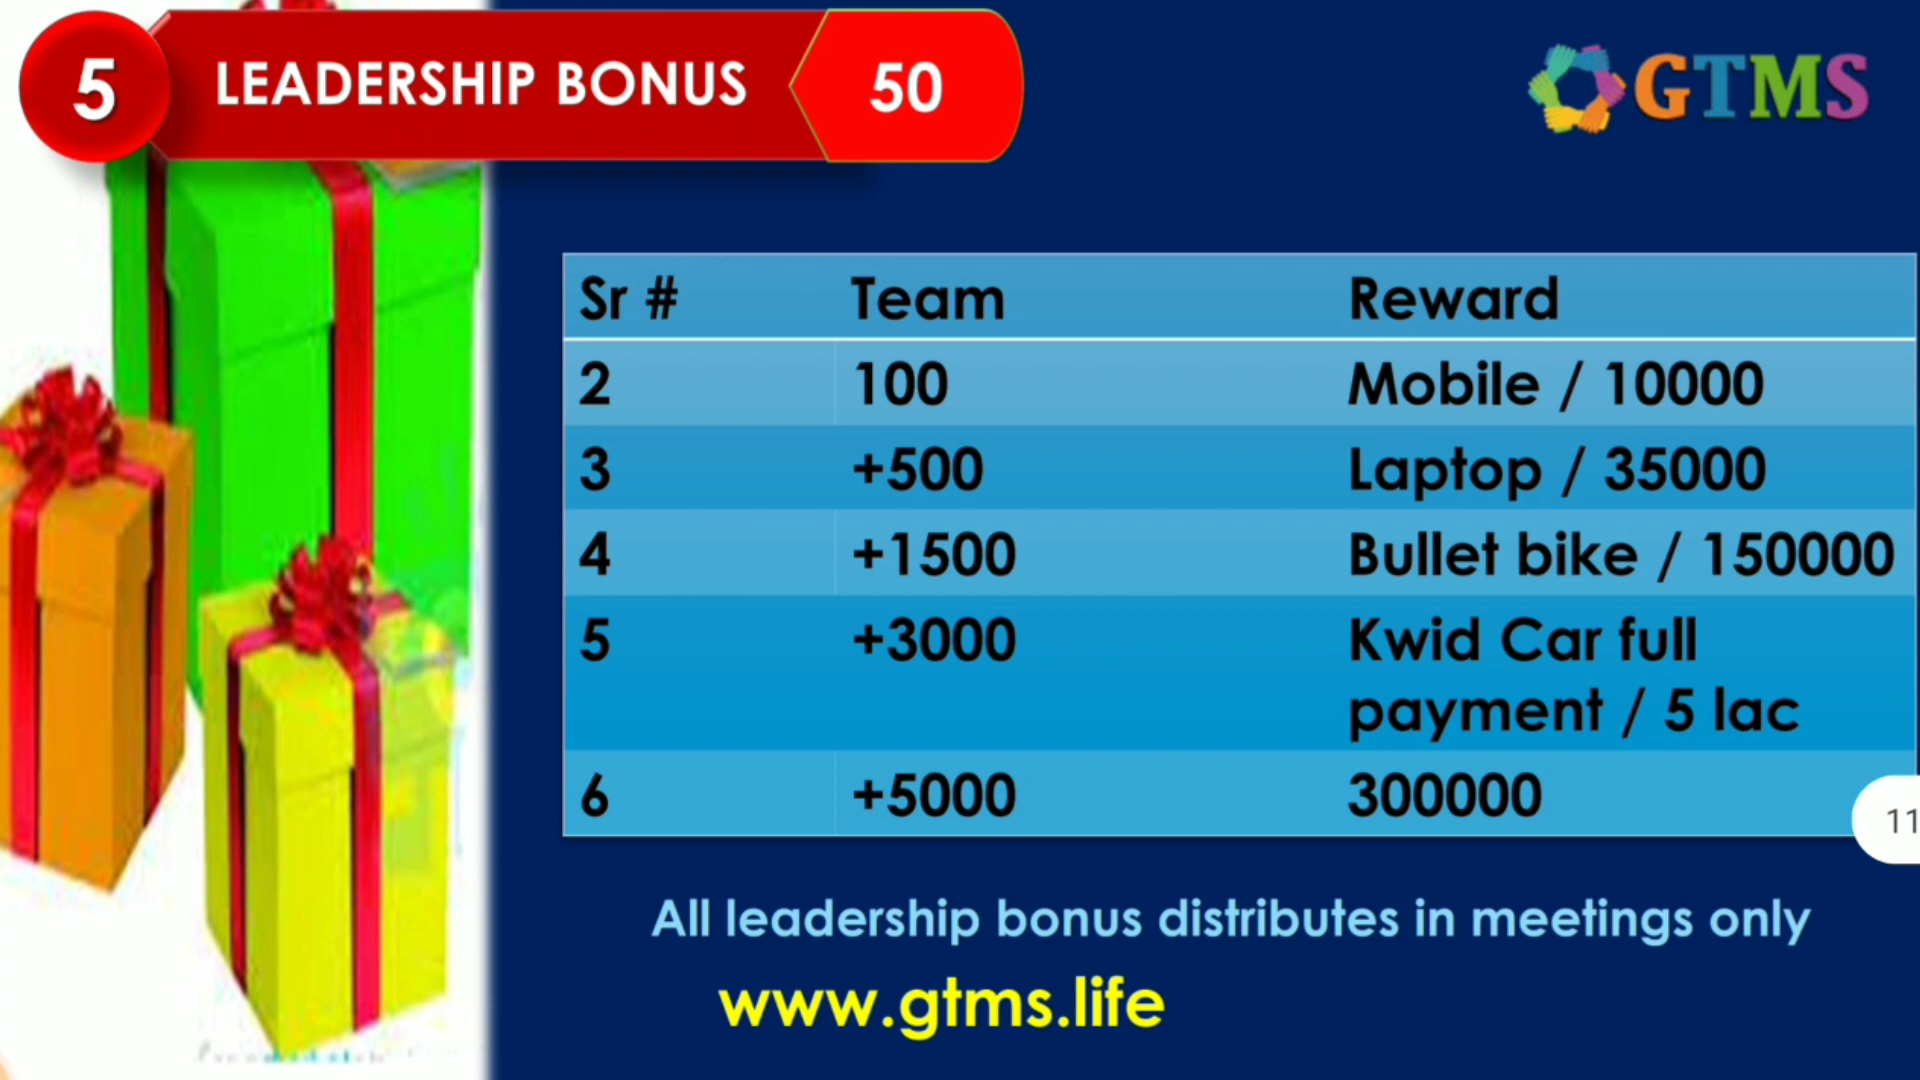 5 LEADERSHIP BONUS 50
GTMS
Sr # Team Reward
2 100 Mobile / 10000
3 +500 Laptop / 35000
4 +1500 Bullet bike / 150000
5 +3000 Kwid Car full
payment / 5 lac
6 +5000 300000
11
All leadership bonus distributes in meetings only
www.gtms.life